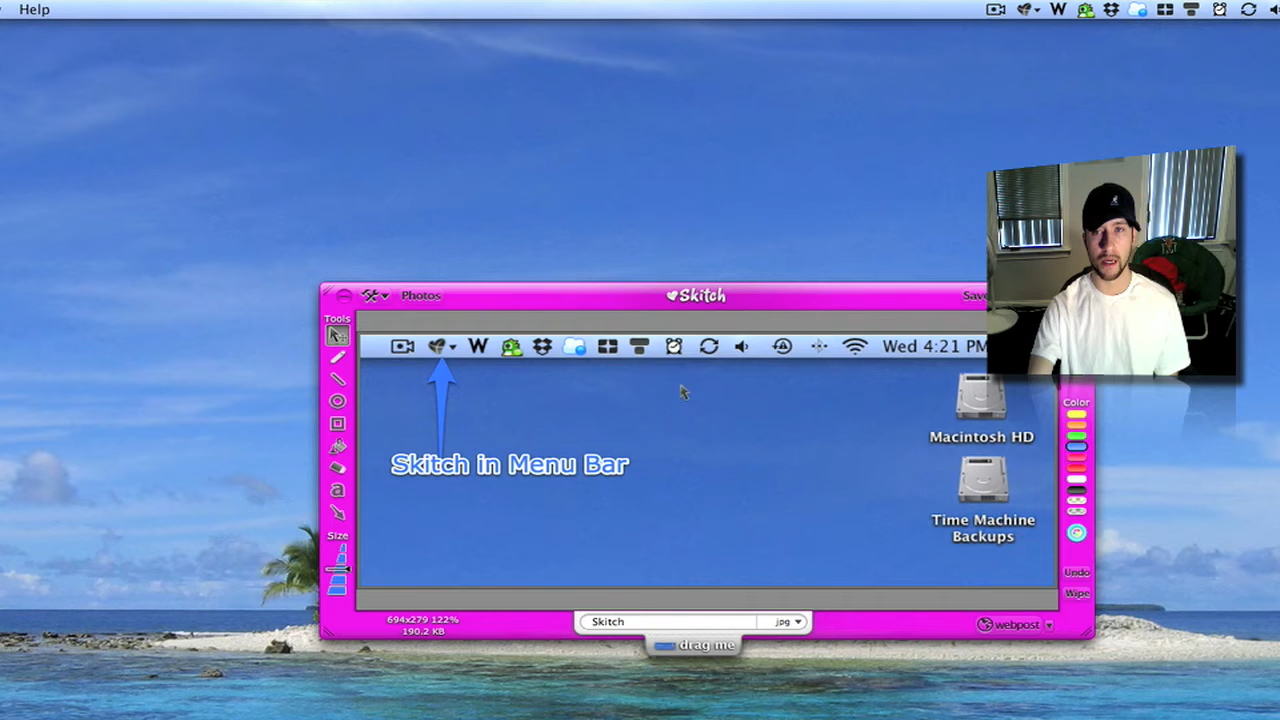 Help
W
Photos
Skitch
Save
Tools
W
Wed 4:21 PM
Color
Macintosh HD
Skitch in Menu Bar
a
Time Machine
Backups
Size
Undo
Wipe
694x279 122%
190.2 KB
Skitch
jpg
webpost
drag me